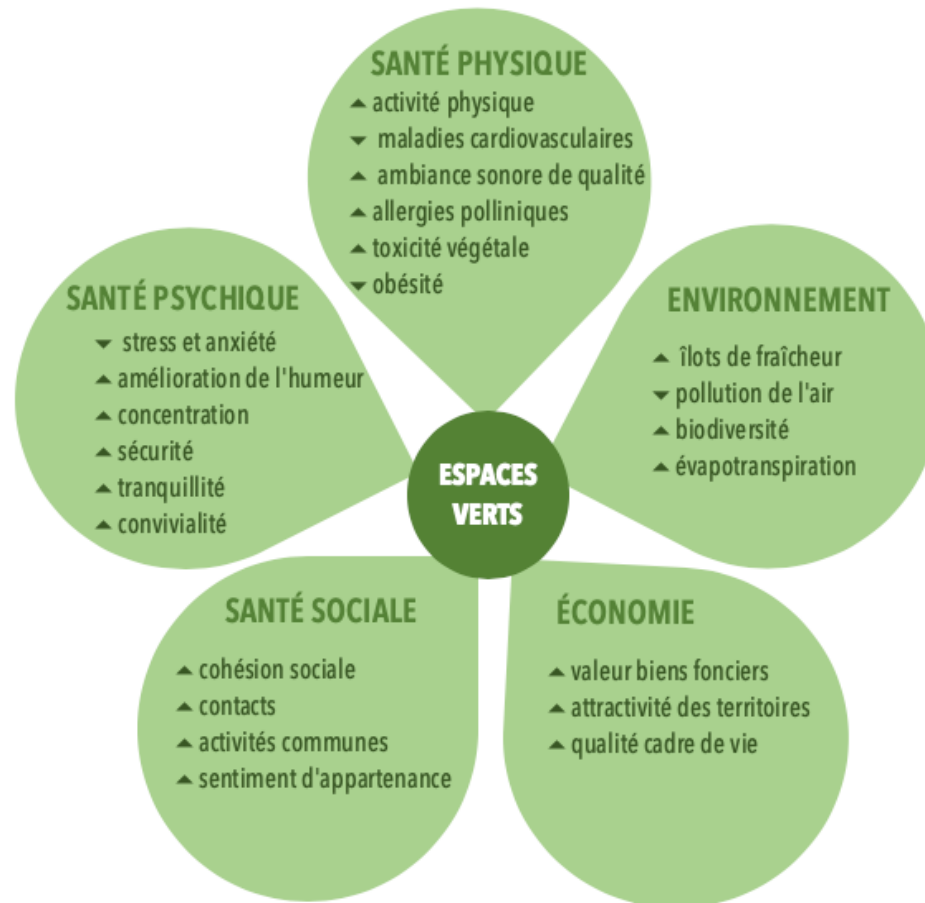 SANTÉ PHYSIQUE
▲ activité physique
▼ maladies cardiovasculaires
▲ ambiance sonore de qualité
▲ allergies polliniques
▲ toxicité végétale
▼ obésité
SANTÉ PSYCHIQUE
▼ stress et anxiété
▲ amélioration de l'humeur
▲ concentration
▲ sécurité
▲ tranquillité
▲ convivialité
ENVIRONNEMENT
▲ îlots de fraîcheur
▼ pollution de l'air
▲ biodiversité
▲ évapotranspiration
ESPACES
VERTS
SANTÉ SOCIALE
▲ cohésion sociale
▲ contacts
▲ activités communes
▲ sentiment d'appartenance
ÉCONOMIE
▲ valeur biens fonciers
▲ attractivité des territoires
▲ qualité cadre de vie